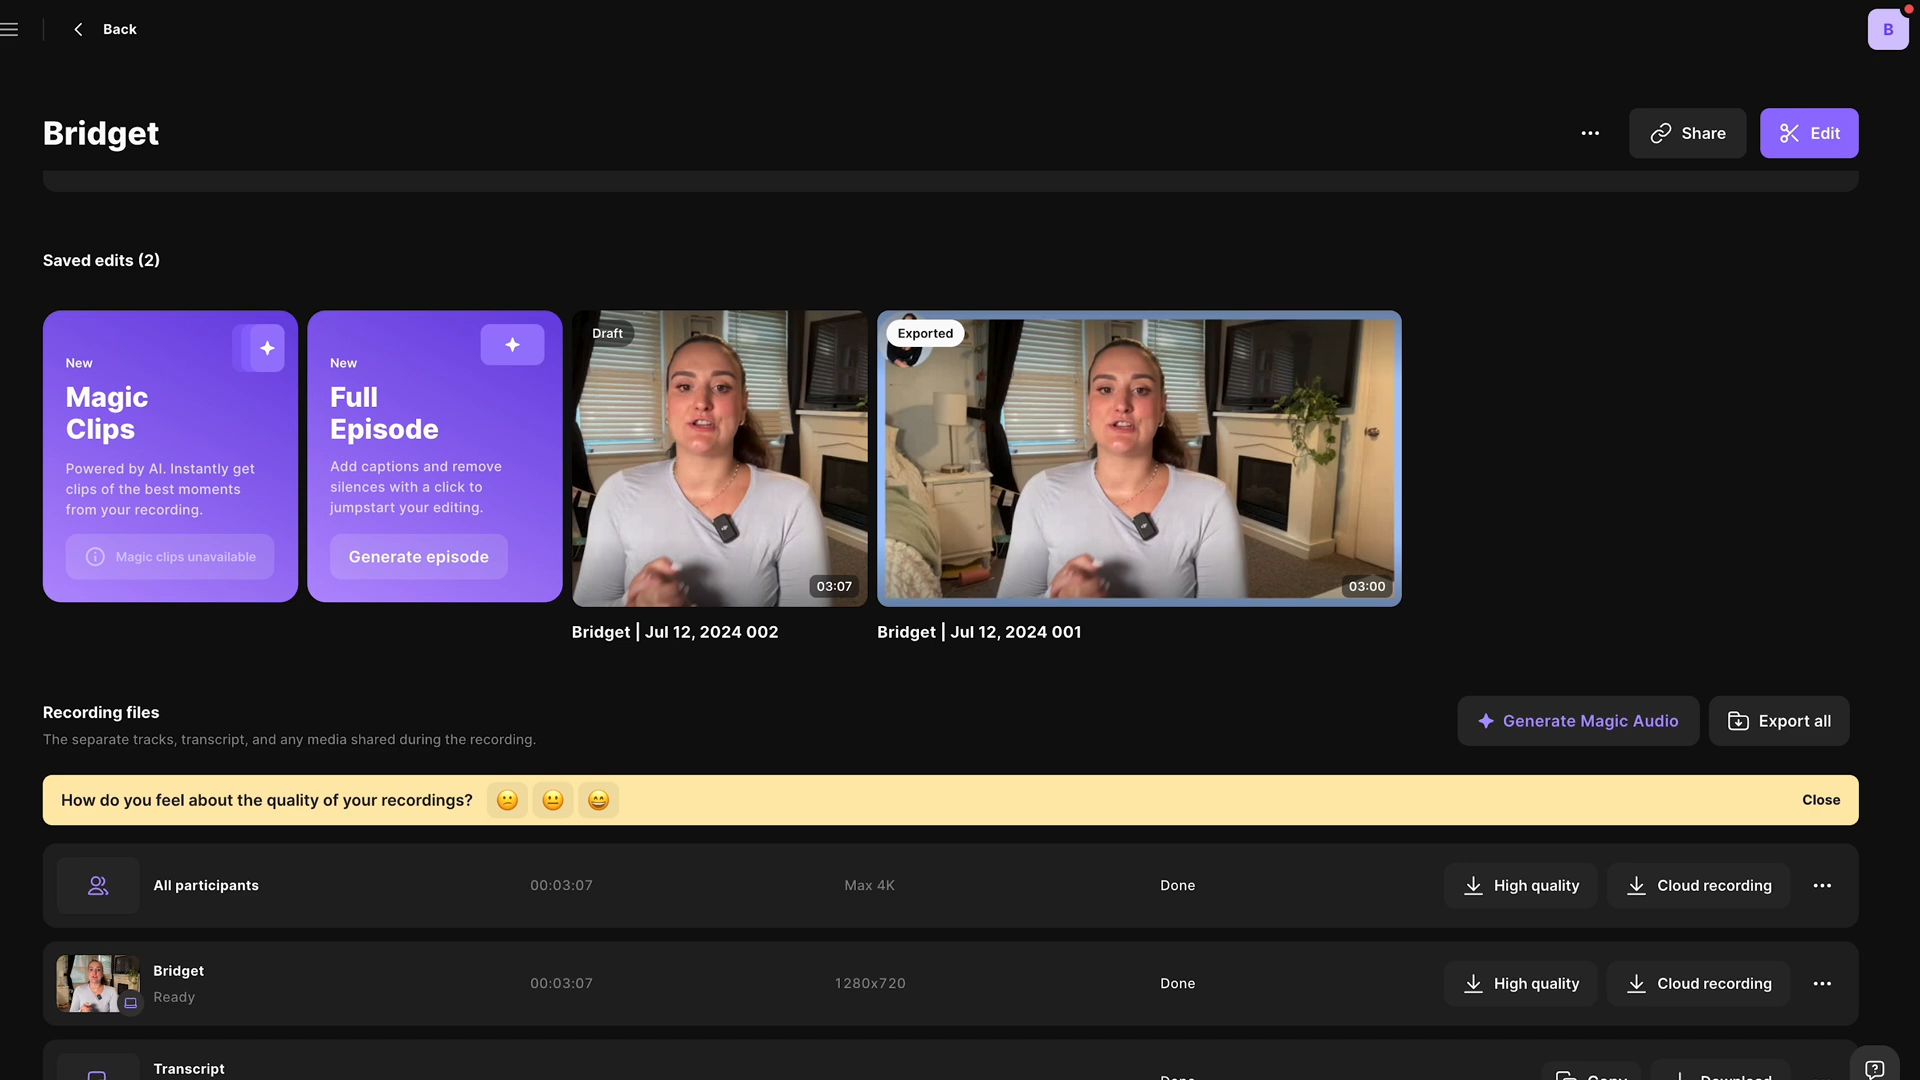 Back
B
Bridget
Share
Edit
Saved edits (2)
New
Magic
Clips
Powered by AI. Instantly get
clips of the best moments
from your recording.
Magic clips unavailable
New
Full
Episode
Add captions and remove
silences with a click to
jumpstart your editing.
Generate episode
Draft
03:07
Bridget | Jul 12, 2024 002
Exported
03:00
Bridget | Jul 12, 2024 001
Recording files
The separate tracks, transcript, and any media shared during the recording.
Generate Magic Audio
Export all
How do you feel about the quality of your recordings?
Close
All participants
00:03:07
Max 4K
Done
High quality
Cloud recording
Bridget
Ready
00:03:07
1280x720
Done
High quality
Cloud recording
Transcript
Done
Copy
Download